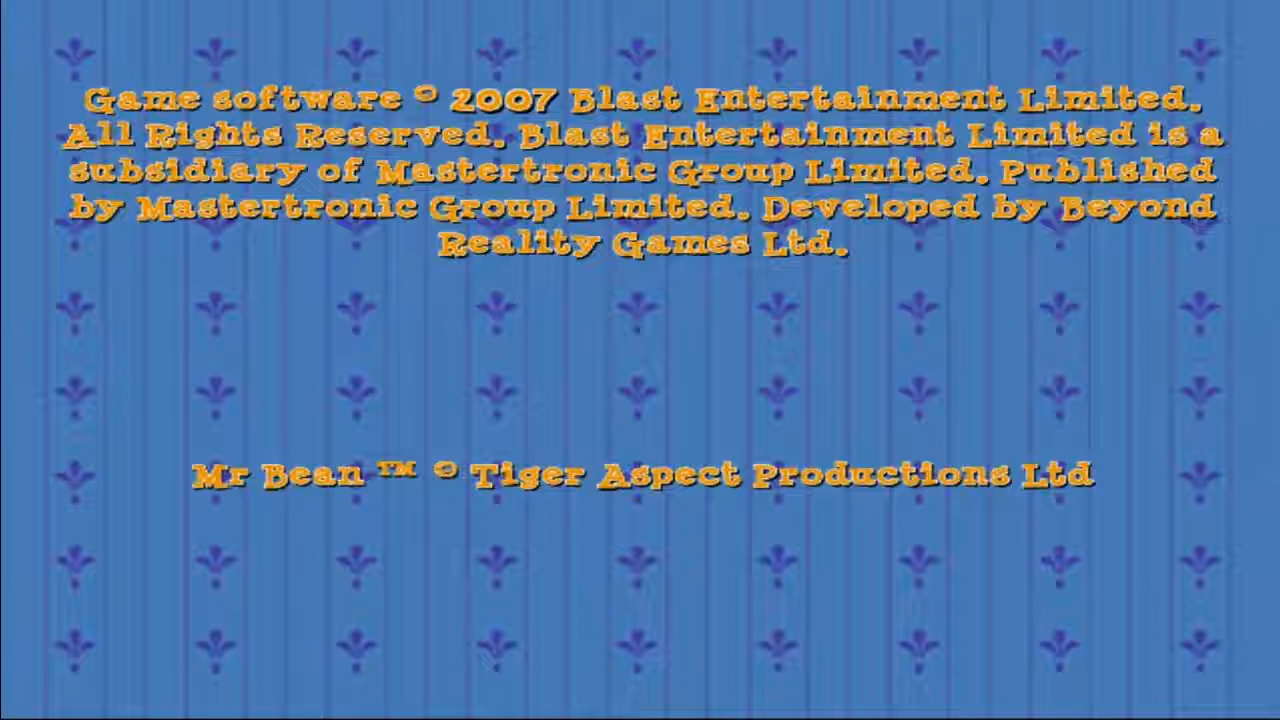 Game software © 2007 Blast Entertainment Limited.
All Rights Reserved. Blast Entertainment Limited is a
subsidiary of Mastertronic Group Limited. Published
by Mastertronic Group Limited. Developed by Beyond
Reality Games Ltd.
Mr Bean ™ © Tiger Aspect Productions Ltd